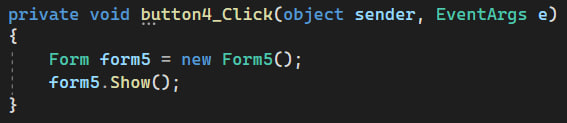 private void button4_Click(object sender, EventArgs e)
{
Form form5 = new Form5();
form5.Show();
}